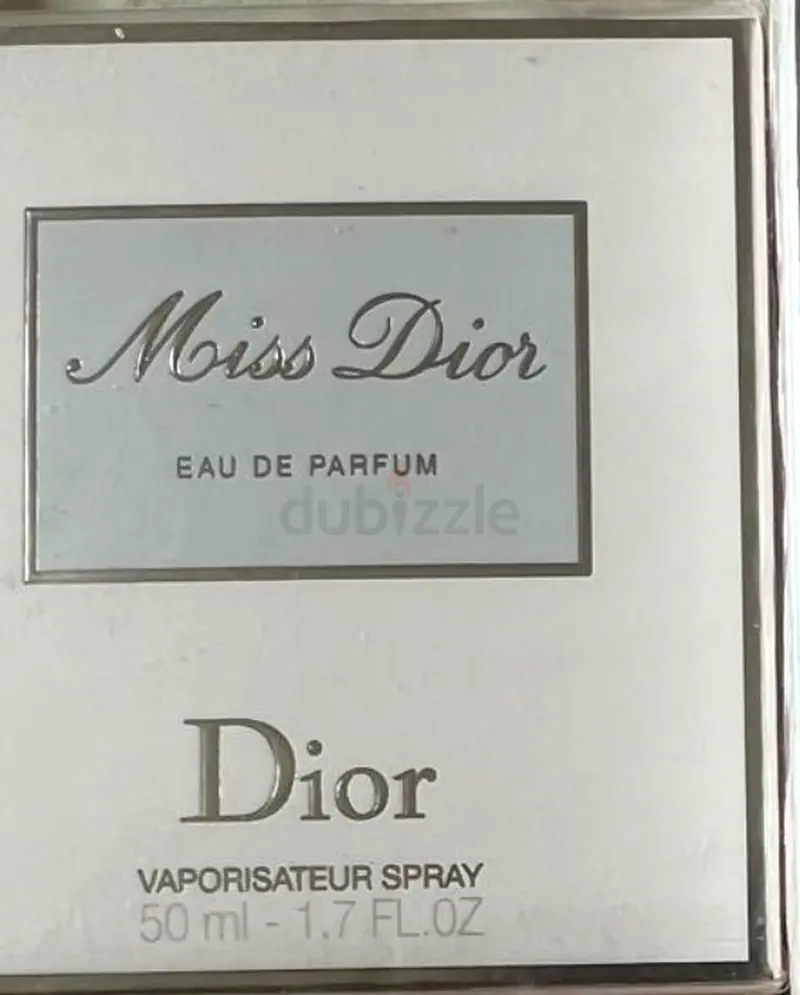 Miss Dior
EAU DE PARFUM
dubizzle
Dior
VAPORISATEUR SPRAY
50 ml - 1.7 FL.OZ